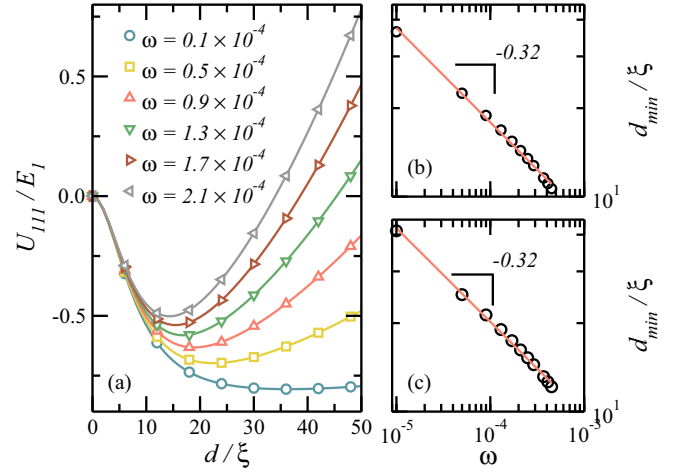 0.5
0.0
-0.5
U₁₁₁ / E₁
ω = 0.1 × 10⁻⁴
ω = 0.5 × 10⁻⁴
ω = 0.9 × 10⁻⁴
ω = 1.3 × 10⁻⁴
ω = 1.7 × 10⁻⁴
ω = 2.1 × 10⁻⁴
(a)
0 10 20 30 40 50
d / ξ
-0.32
(b)
10¹
d_min / ξ
-0.32
(c)
10¹
d_min / ξ
10⁻⁵ 10⁻⁴ 10⁻³
ω